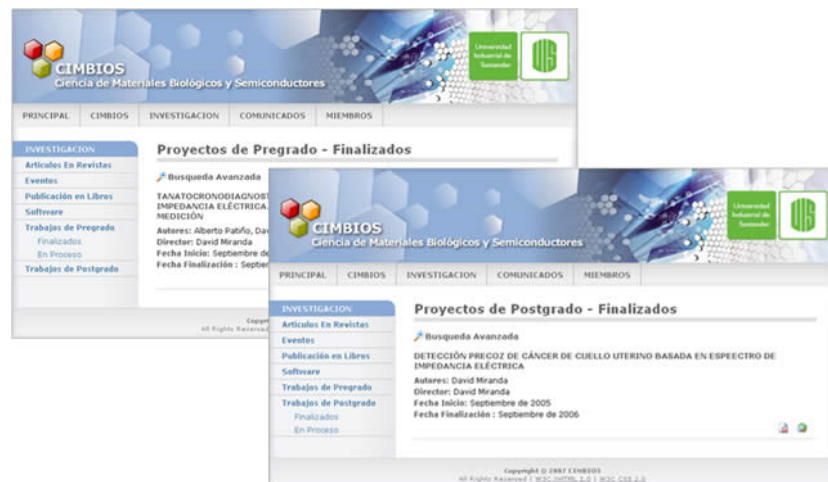 CIMBIOS
Ciencia de Materiales Biológicos y Semiconductores
Universidad
Industrial de
Santander
PRINCIPAL CIMBIOS INVESTIGACION COMUNICADOS MIEMBROS
INVESTIGACION
Articulos En Revistas
Eventos
Publicación en Libros
Software
Trabajos de Pregrado
Finalizados
En Proceso
Trabajos de Postgrado
Proyectos de Pregrado - Finalizados
Busqueda Avanzada
IMPEDANCIA ELÉCTRICA
MEDICIÓN
Autores: Alberto Patiño,
Director: David Miranda
Fecha Inicio:
Fecha Finalización :
All Rights
CIMBIOS
Ciencia de Materiales Biológicos y Semiconductores
Universidad
Industrial de
Santander
PRINCIPAL CIMBIOS INVESTIGACION COMUNICADOS MIEMBROS
INVESTIGACION
Articulos En Revistas
Eventos
Publicación en Libros
Software
Trabajos de Pregrado
Trabajos de Postgrado
Finalizados
En Proceso
Proyectos de Postgrado - Finalizados
Busqueda Avanzada
DETECCIÓN PRECOZ DE CÁNCER DE CUELLO UTERINO BASADA EN ESPEECTRO DE
IMPEDANCIA ELÉCTRICA
Autores: David Miranda
Director: David Miranda
Fecha Inicio: Septiembre de 2005
Fecha Finalización : Septiembre de 2006
Copyright © 2007 CIMBIOS
All Rights Reserved | W3C XHTML 1.0 | W3C CSS 2.0